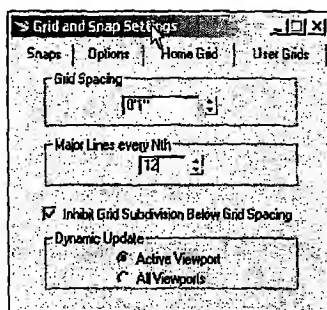 Grid and Snap Settings
Snaps Options Home Grid User Grids
Grid Spacing
0'1"
Major Lines every Nth
12
Inhibit Grid Subdivision Below Grid Spacing
Dynamic Update
Active Viewport
All Viewports